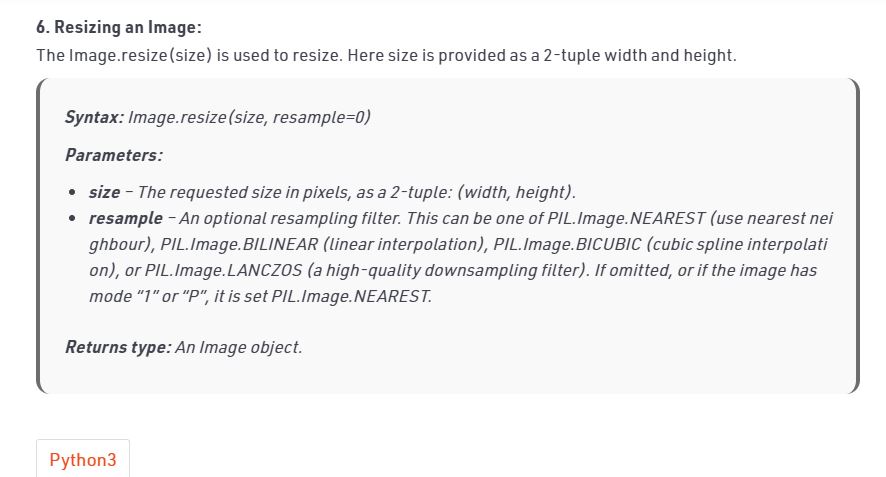 6. Resizing an Image:
The Image.resize(size) is used to resize. Here size is provided as a 2-tuple width and height.
Syntax: Image.resize(size, resample=0)
Parameters:
• size – The requested size in pixels, as a 2-tuple: (width, height).
• resample – An optional resampling filter. This can be one of PIL.Image.NEAREST (use nearest nei
ghbour), PIL.Image.BILINEAR (linear interpolation), PIL.Image.BICUBIC (cubic spline interpolati
on), or PIL.Image.LANCZOS (a high-quality downsampling filter). If omitted, or if the image has
mode “1” or “P”, it is set PIL.Image.NEAREST.
Returns type: An Image object.
Python3